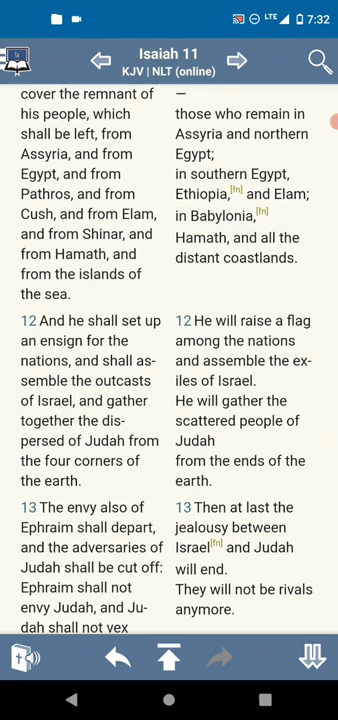 LTE 7:32
Isaiah 11
KJV | NLT (online)
cover the remnant of
his people, which
shall be left, from
Assyria, and from
Egypt, and from
Pathros, and from
Cush, and from Elam,
and from Shinar, and
from Hamath, and
from the islands of
the sea.
—
those who remain in
Assyria and northern
Egypt;
in southern Egypt,
Ethiopia,[fn] and Elam;
in Babylonia,[fn]
Hamath, and all the
distant coastlands.
12 And he shall set up
an ensign for the
nations, and shall as-
semble the outcasts
of Israel, and gather
together the dis-
persed of Judah from
the four corners of
the earth.
12 He will raise a flag
among the nations
and assemble the ex-
iles of Israel.
He will gather the
scattered people of
Judah
from the ends of the
earth.
13 The envy also of
Ephraim shall depart,
and the adversaries of
Judah shall be cut off:
Ephraim shall not
envy Judah, and Ju-
dah shall not vex
13 Then at last the
jealousy between
Israel[fn] and Judah
will end.
They will not be rivals
anymore.